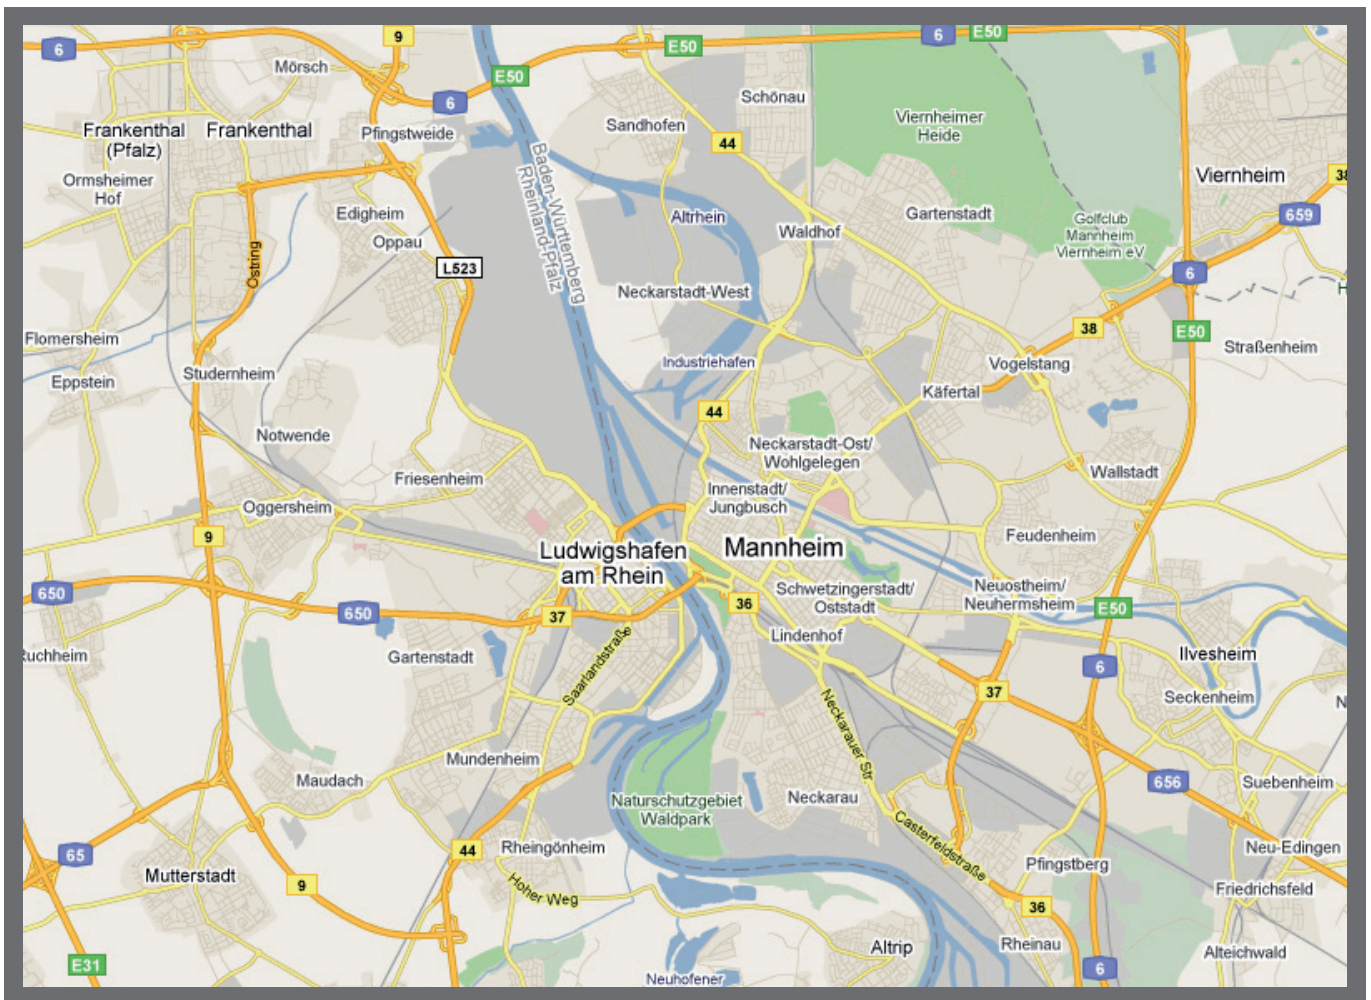 6
9
E50
6
E50
Mörsch
E50
6
Schönau
Sandhofen
Viernheimer
Heide
Frankenthal
(Pfalz)
Frankenthal
Pfingstweide
44
Baden-Württemberg
Rheinland-Pfalz
Ormsheimer
Hof
Viernheim
Edigheim
Altrhein
Gartenstadt
659
Oppau
Waldhof
Golfclub
Mannheim
Viernheim eV
Ostring
L523
6
Neckarstadt-West
38
E50
Flomersheim
Straßenheim
Industriehafen
Vogelstang
Studernheim
Eppstein
Käfertal
44
Notwende
Neckarstadt-Ost/
Wohlgelegen
Wallstadt
Friesenheim
Innenstadt/
Jungbusch
Oggersheim
9
Feudenheim
Ludwigshafen
am Rhein
Mannheim
650
650
37
36
Schwetzingerstadt/
Oststadt
Neuostheim/
Neuhermsheim
E50
Lindenhof
Ruchheim
Gartenstadt
Saarlandstraße
Ilvesheim
6
37
Seckenheim
Neckarauer Str.
Mundenheim
Maudach
656
Suebenheim
Naturschutzgebiet
Waldpark
Neckarau
Casterfeldstraße
65
44
Rheingönheim
Neu-Edingen
Mutterstadt
Pfingstberg
9
Hoher Weg
Friedrichsfeld
36
Altrip
Rheinau
Alteichwald
E31
6
Neuhofener